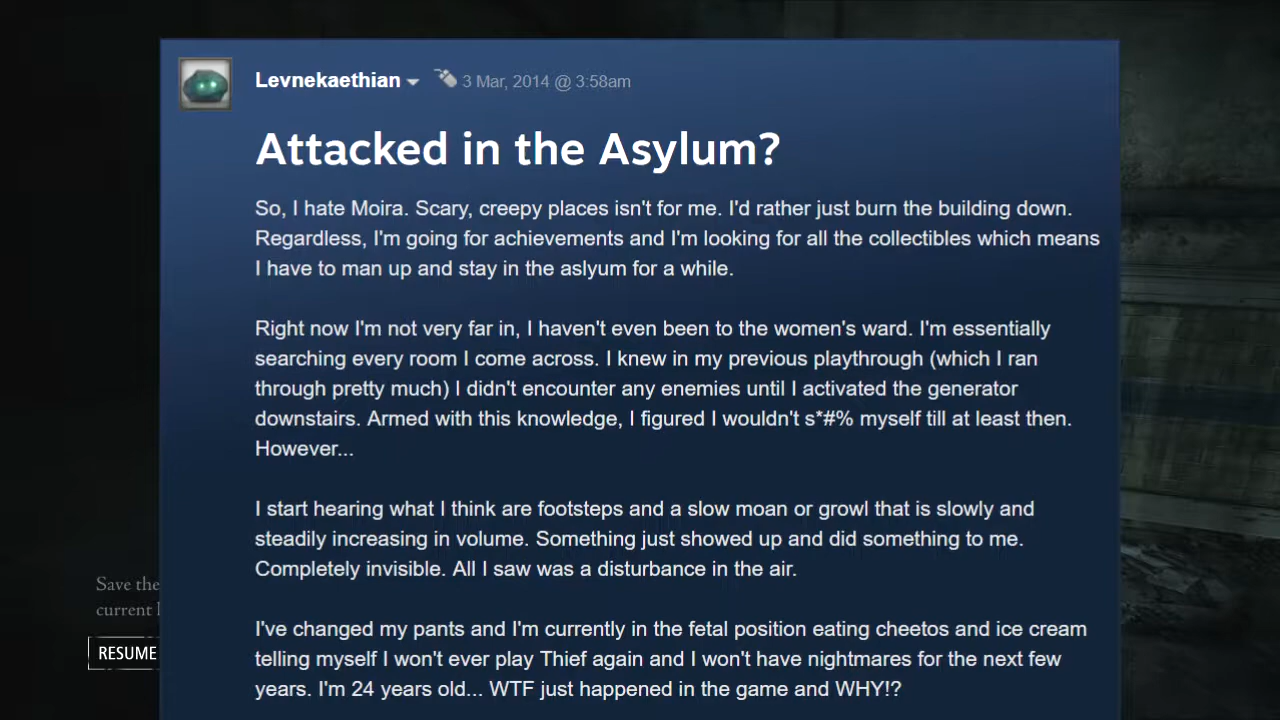 Levnekaethian
3 Mar, 2014 @ 3:58am
Attacked in the Asylum?
So, I hate Moira. Scary, creepy places isn't for me. I'd rather just burn the building down.
Regardless, I'm going for achievements and I'm looking for all the collectibles which means
I have to man up and stay in the aslyum for a while.
Right now I'm not very far in, I haven't even been to the women's ward. I'm essentially
searching every room I come across. I knew in my previous playthrough (which I ran
through pretty much) I didn't encounter any enemies until I activated the generator
downstairs. Armed with this knowledge, I figured I wouldn't s*#% myself till at least then.
However...
I start hearing what I think are footsteps and a slow moan or growl that is slowly and
steadily increasing in volume. Something just showed up and did something to me.
Completely invisible. All I saw was a disturbance in the air.
I've changed my pants and I'm currently in the fetal position eating cheetos and ice cream
telling myself I won't ever play Thief again and I won't have nightmares for the next few
years. I'm 24 years old... WTF just happened in the game and WHY!?
Save the
current
RESUME